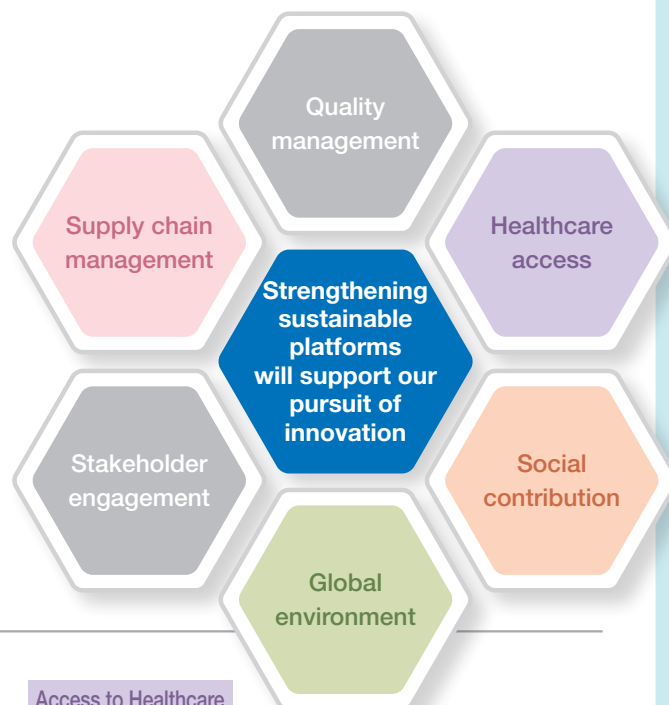 Quality
management
Supply chain
management
Healthcare
access
Strengthening
sustainable
platforms
will support our
pursuit of
innovation
Stakeholder
engagement
Social
contribution
Global
environment
Access to Healthcare